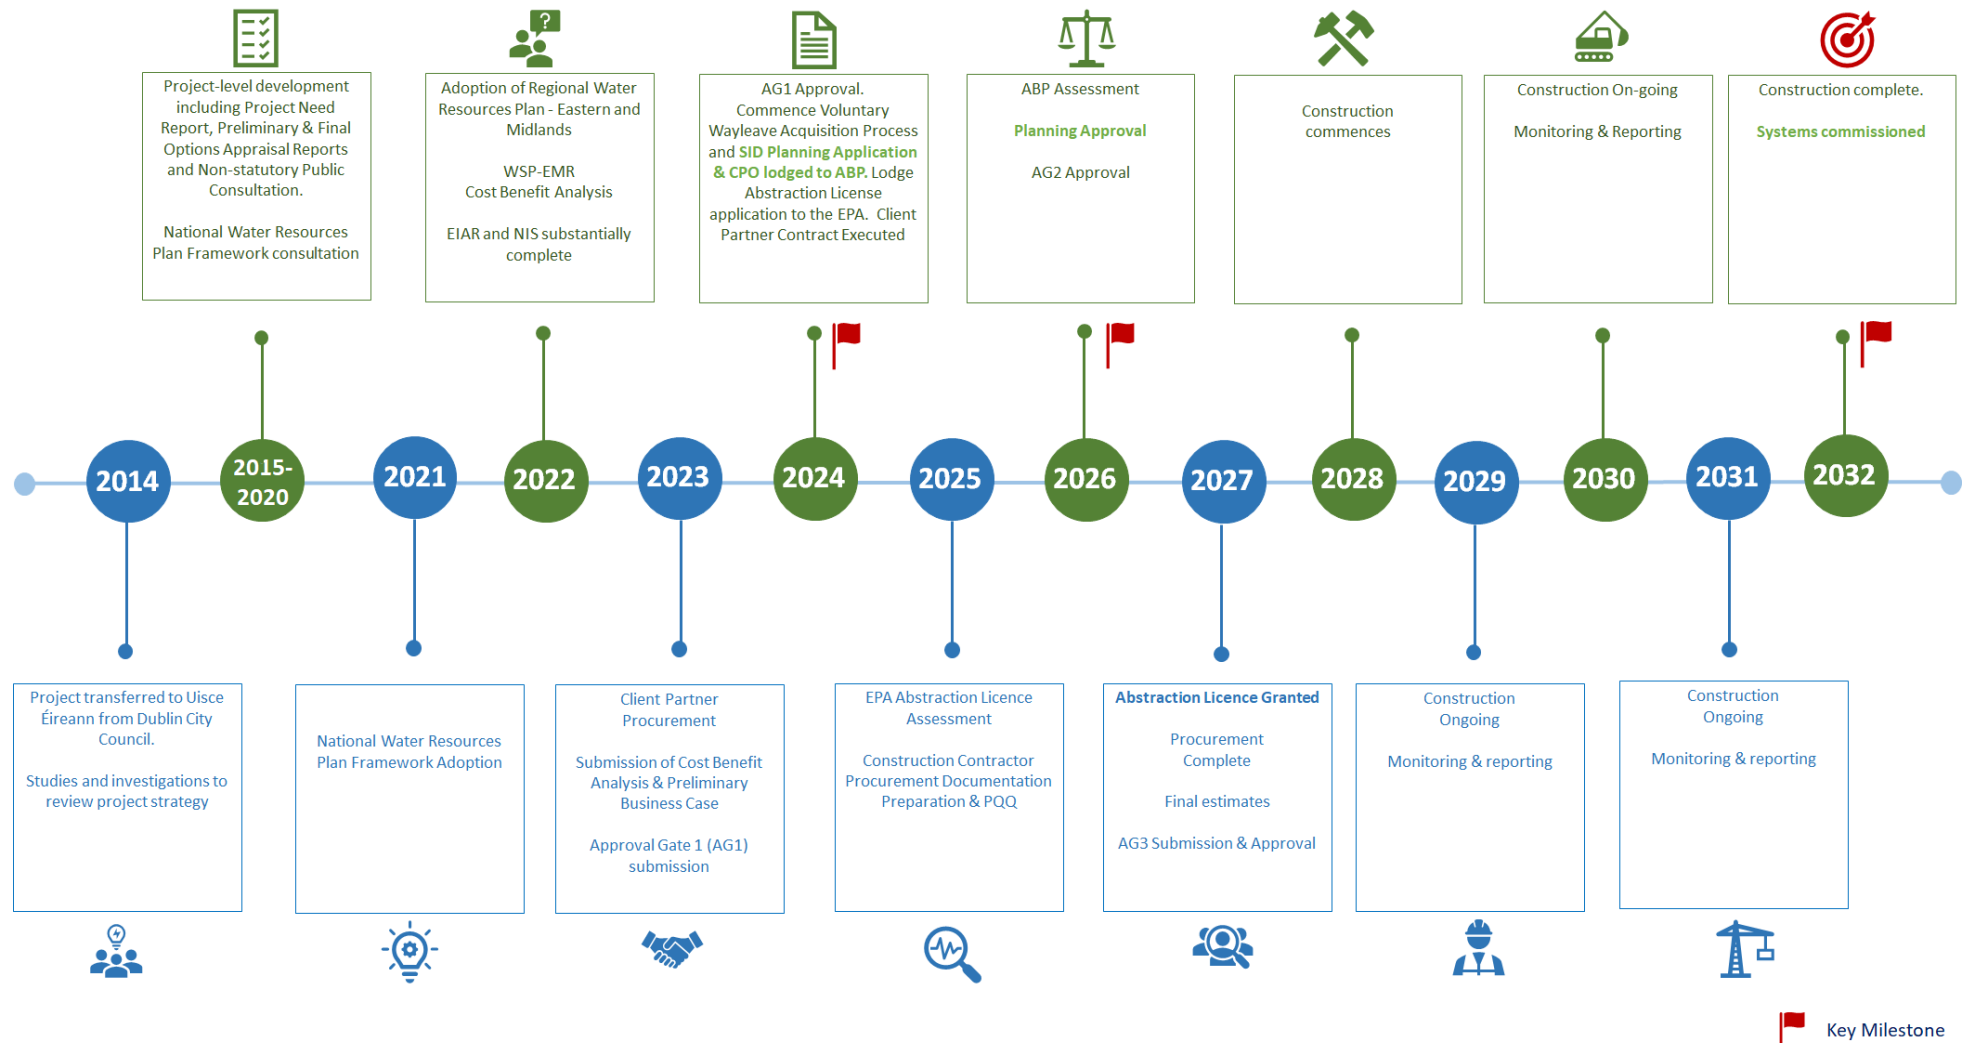 ?
Project-level development
including Project Need
Report, Preliminary & Final
Options Appraisal Reports
and Non-statutory Public
Consultation.
National Water Resources
Plan Framework consultation
Adoption of Regional Water
Resources Plan - Eastern and
Midlands
WSP-EMR
Cost Benefit Analysis
EIAR and NIS substantially
complete
AG1 Approval.
Commence Voluntary
Wayleave Acquisition Process
and SID Planning Application
& CPO lodged to ABP. Lodge
Abstraction License
application to the EPA. Client
Partner Contract Executed
ABP Assessment
Planning Approval
AG2 Approval
Construction
commences
Construction On-going
Monitoring & Reporting
Construction complete.
Systems commissioned
2014
2015-
2020
2021
2022
2023
2024
2025
2026
2027
2028
2029
2030
2031
2032
Project transferred to Uisce
Éireann from Dublin City
Council.
Studies and investigations to
review project strategy
National Water Resources
Plan Framework Adoption
Client Partner
Procurement
Submission of Cost Benefit
Analysis & Preliminary
Business Case
Approval Gate 1 (AG1)
submission
EPA Abstraction Licence
Assessment
Construction Contractor
Procurement Documentation
Preparation & PQQ
Abstraction Licence Granted
Procurement
Complete
Final estimates
AG3 Submission & Approval
Construction
Ongoing
Monitoring & reporting
Construction
Ongoing
Monitoring & reporting
Key Milestone